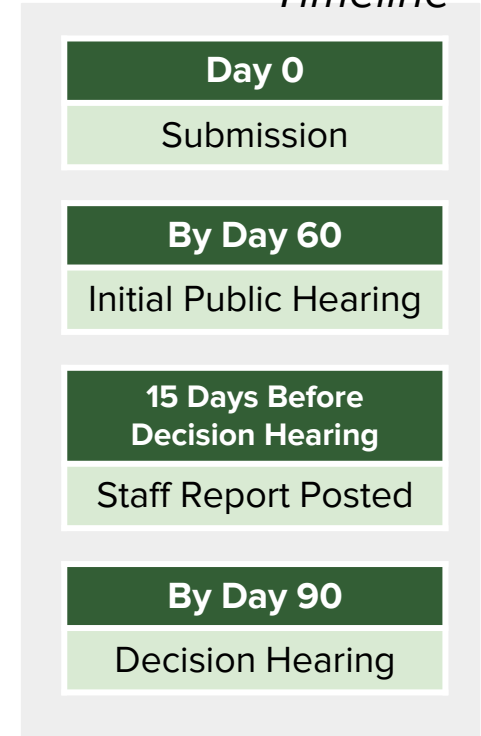 Timeline
Day 0
Submission
By Day 60
Initial Public Hearing
15 Days Before
Decision Hearing
Staff Report Posted
By Day 90
Decision Hearing